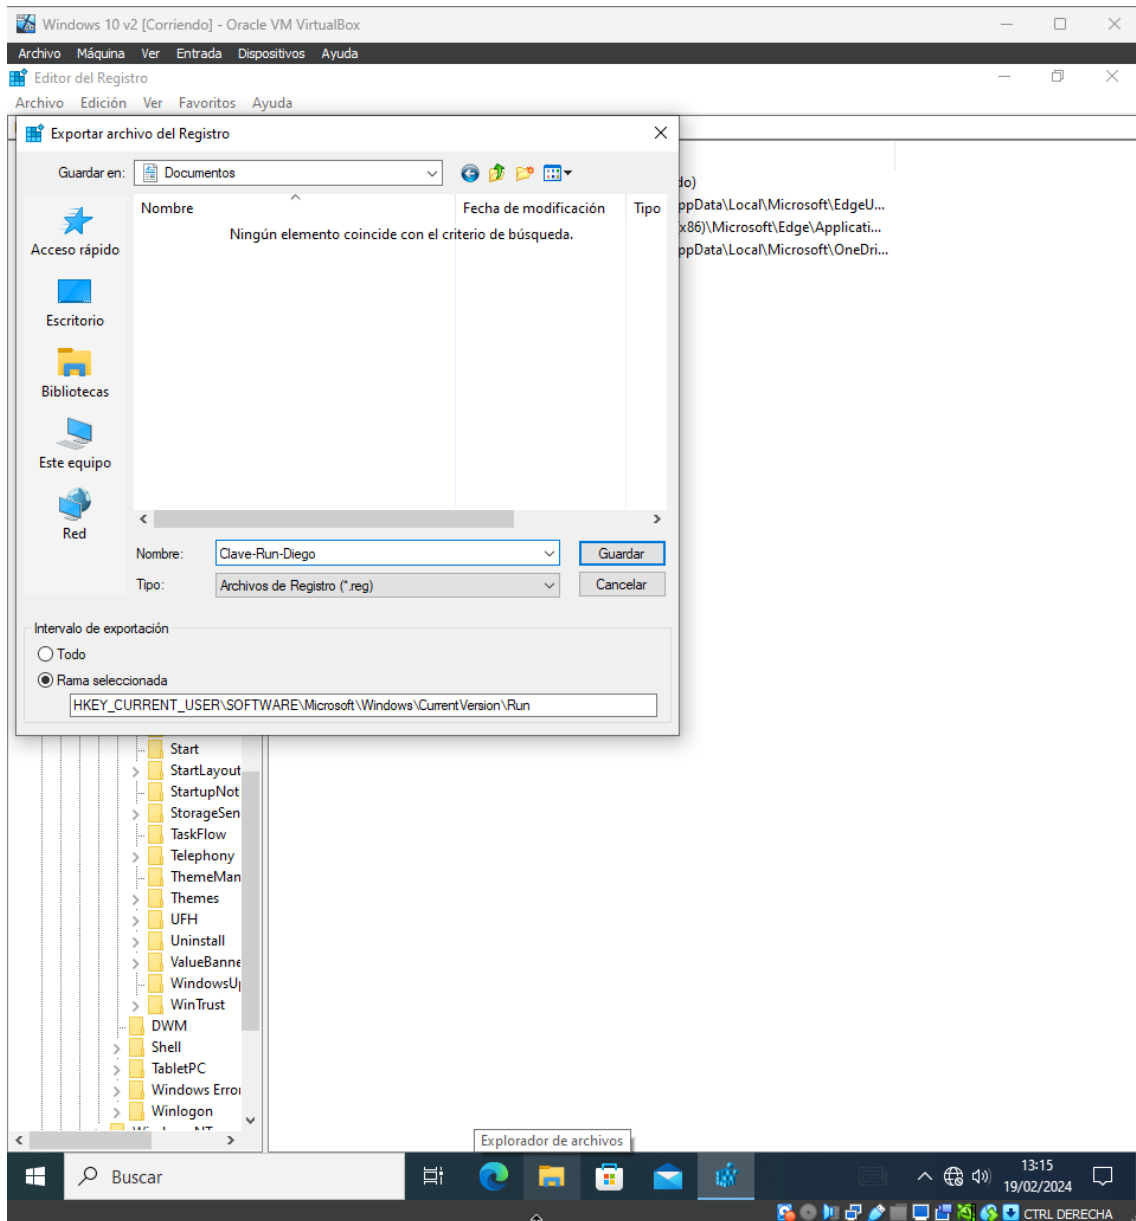 Windows 10 v2 [Corriendo] - Oracle VM VirtualBox
Archivo Máquina Ver Entrada Dispositivos Ayuda
Editor del Registro
Archivo Edición Ver Favoritos Ayuda
Exportar archivo del Registro
Guardar en: Documentos
Nombre Fecha de modificación Tipo
Ningún elemento coincide con el criterio de búsqueda.
Acceso rápido
Escritorio
Bibliotecas
Este equipo
Red
Nombre: Clave-Run-Diego Guardar
Tipo: Archivos de Registro (*.reg) Cancelar
Intervalo de exportación
Todo
Rama seleccionada
HKEY_CURRENT_USER\SOFTWARE\Microsoft\Windows\CurrentVersion\Run
do)
ppData\Local\Microsoft\EdgeU...
x86)\Microsoft\Edge\Applicati...
ppData\Local\Microsoft\OneDri...
Start
StartLayout
StartupNot
StorageSen
TaskFlow
Telephony
ThemeMan
Themes
UFH
Uninstall
ValueBanne
WindowsU
WinTrust
DWM
Shell
TabletPC
Windows Error
Winlogon
Explorador de archivos
Buscar
13:15
19/02/2024
CTRL DERECHA